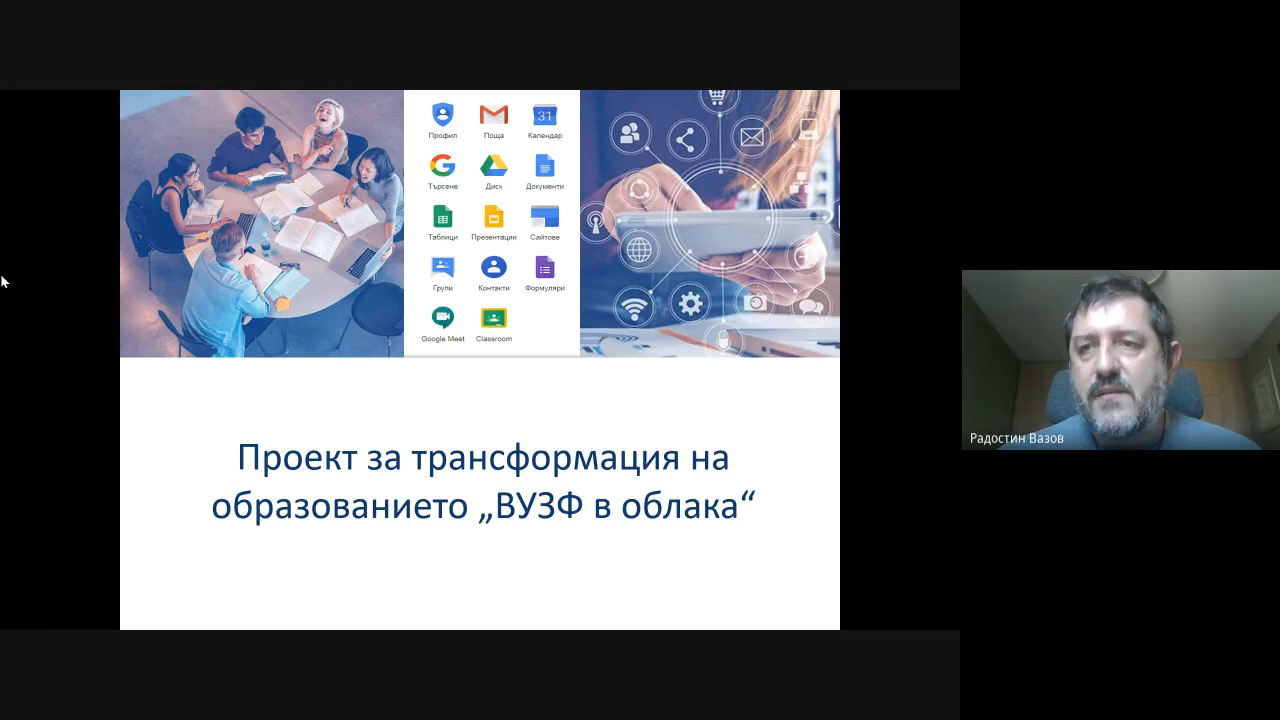 Профил Поща Календар
31
Търсене Диск Документи
Таблици Презентации Сайтове
Групи Контакти Формуляри
Google Meet Classroom
Проект за трансформация на
образованието „ВУЗФ в облака“
Радостин Вазов